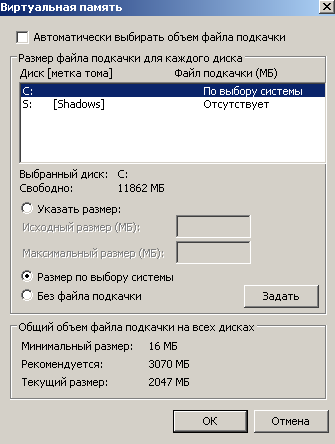 Виртуальная память
Автоматически выбирать объем файла подкачки
Размер файла подкачки для каждого диска
Диск [метка тома] Файл подкачки (МБ)
C: По выбору системы
S: [Shadows] Отсутствует
Выбранный диск: C:
Свободно: 11862 МБ
Указать размер:
Исходный размер (МБ):
Максимальный размер (МБ):
Размер по выбору системы
Без файла подкачки Задать
Общий объем файла подкачки на всех дисках
Минимальный размер: 16 МБ
Рекомендуется: 3070 МБ
Текущий размер: 2047 МБ
OK Отмена